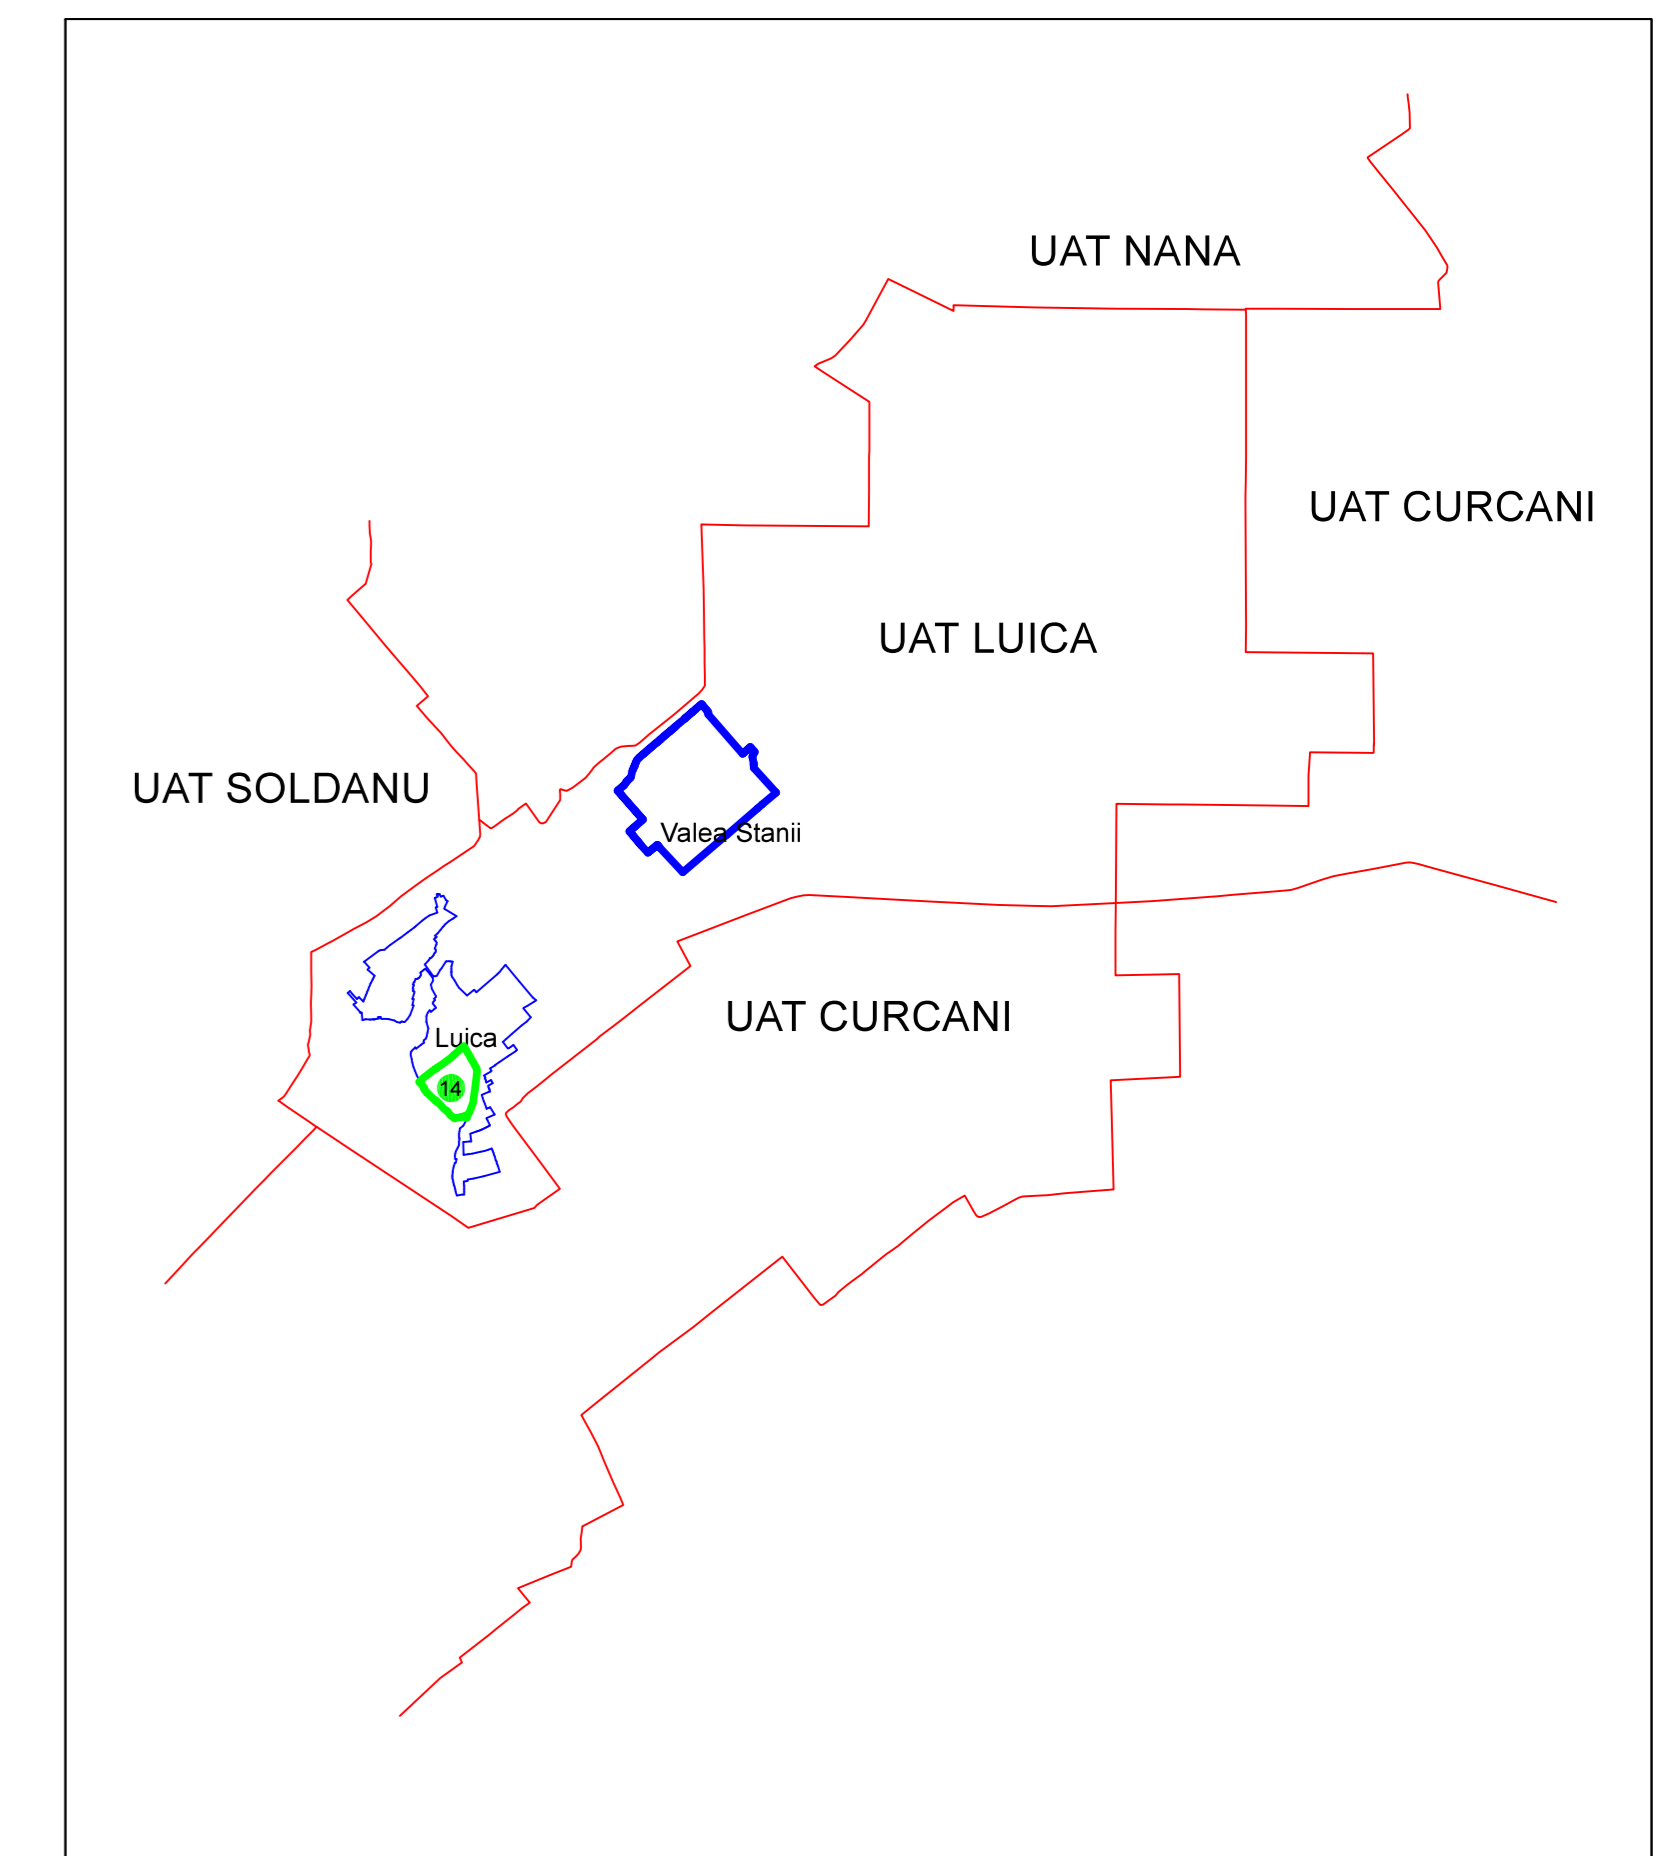 UAT NANA
UAT CURCANI
UAT LUICA
UAT SOLDANU
Valea Stanii
UAT CURCANI
Luica
14